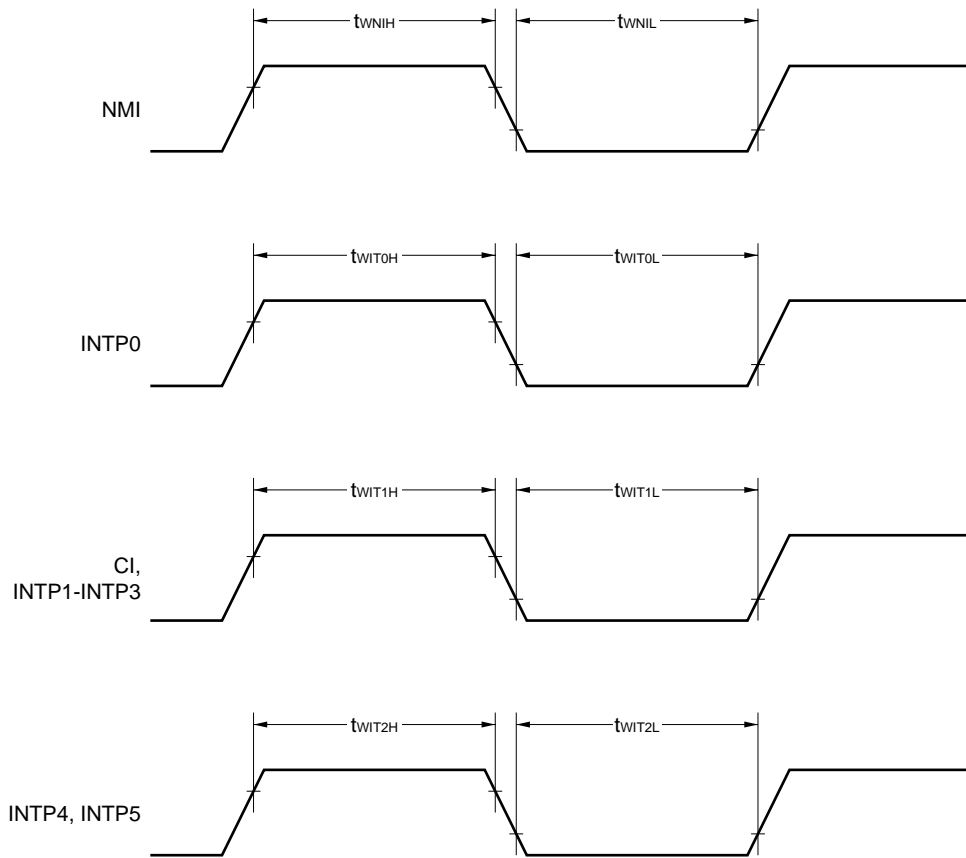 tWNIH tWNIL
NMI
tWIT0H tWIT0L
INTP0
tWIT1H tWIT1L
CI,
INTP1-INTP3
tWIT2H tWIT2L
INTP4, INTP5